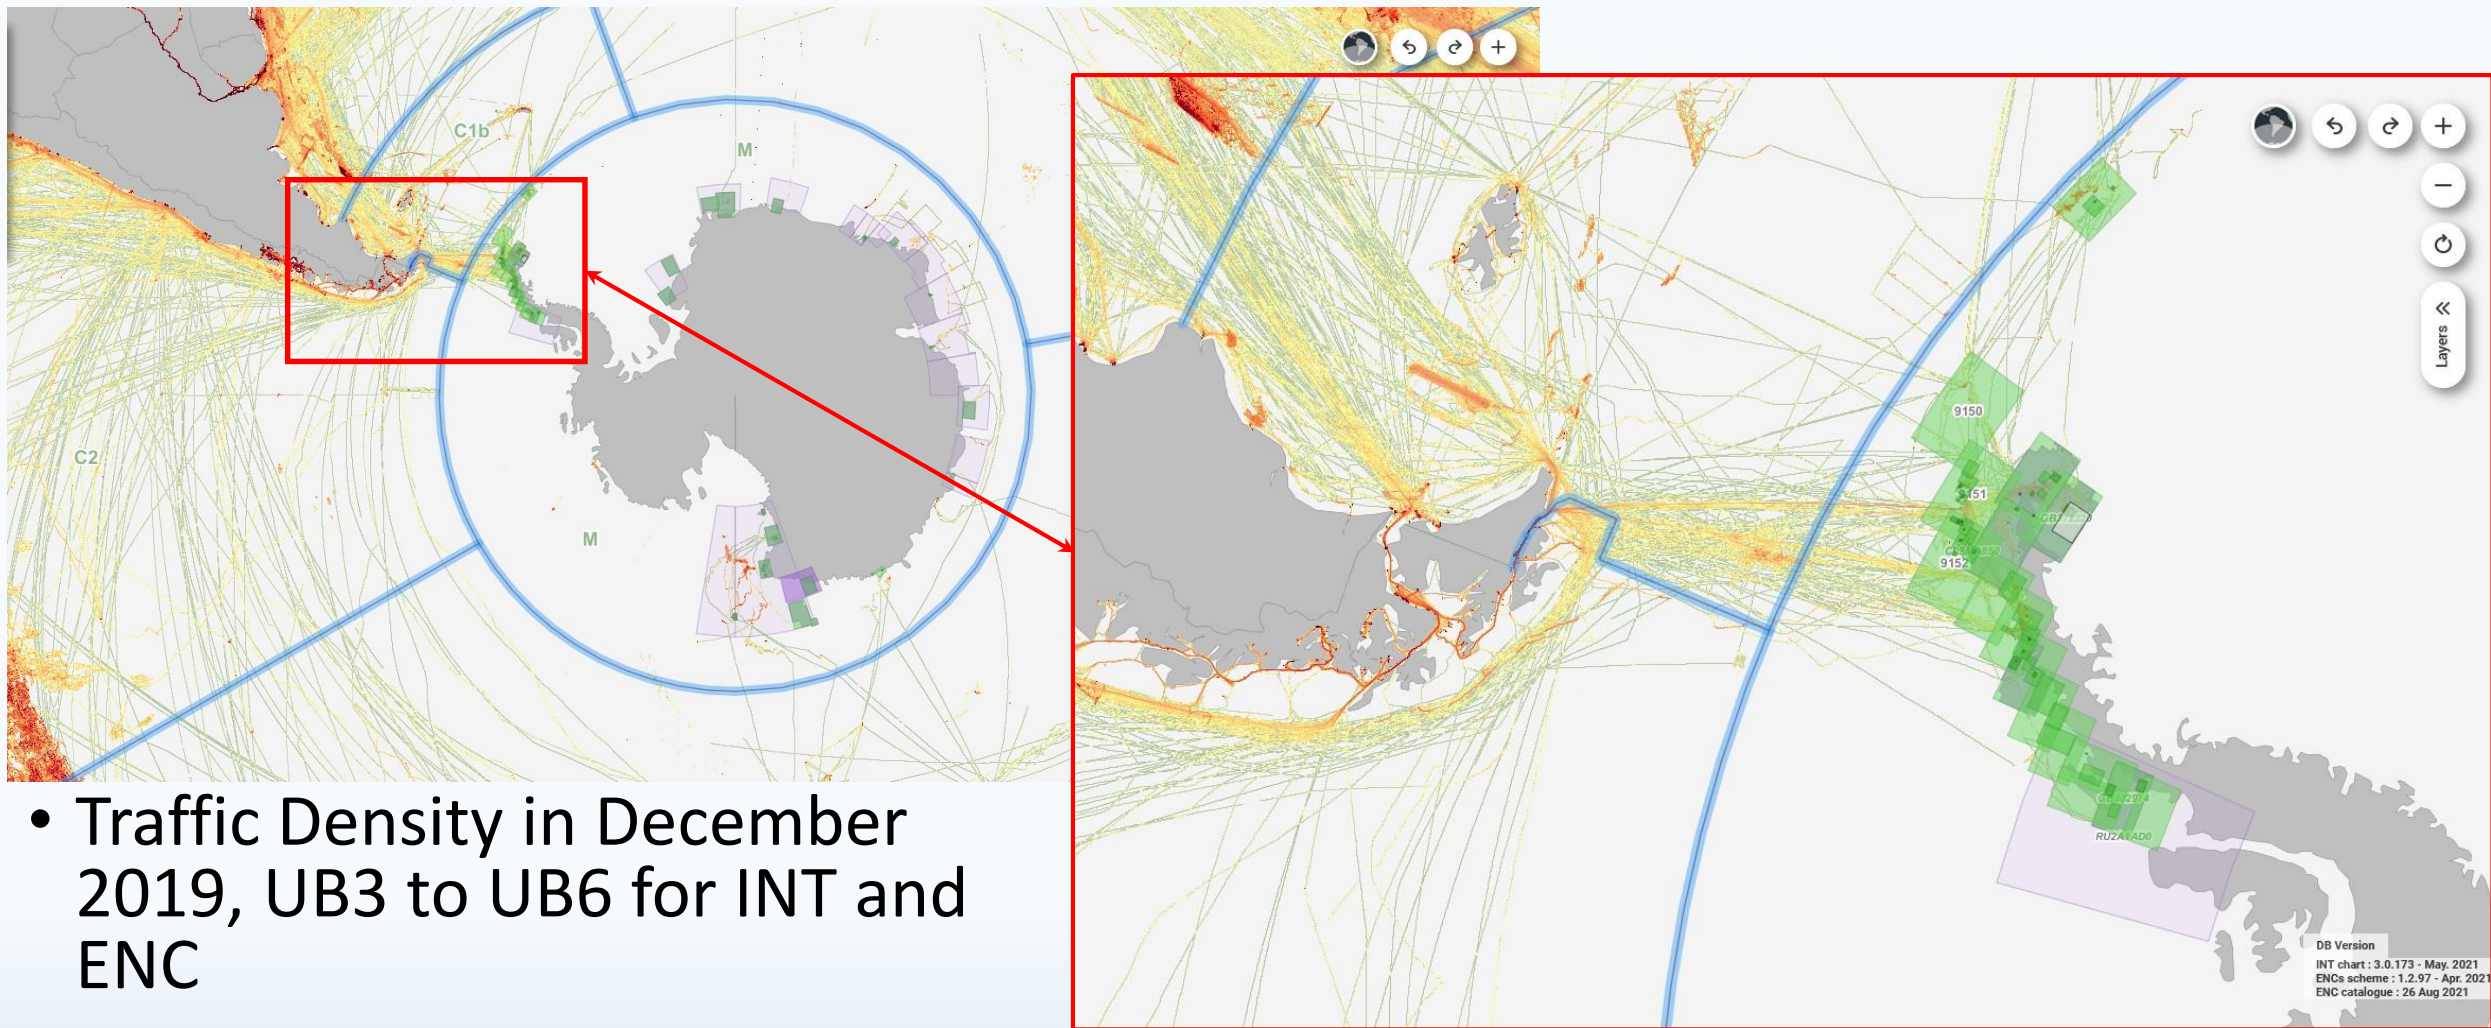 C1b
M
C2
M
Layers
9150
9152
RU2A1AD0
DB Version
INT chart : 3.0.173 - May. 2021
ENCs scheme : 1.2.97 - Apr. 2021
ENC catalogue : 26 Aug 2021
• Traffic Density in December
2019, UB3 to UB6 for INT and
ENC